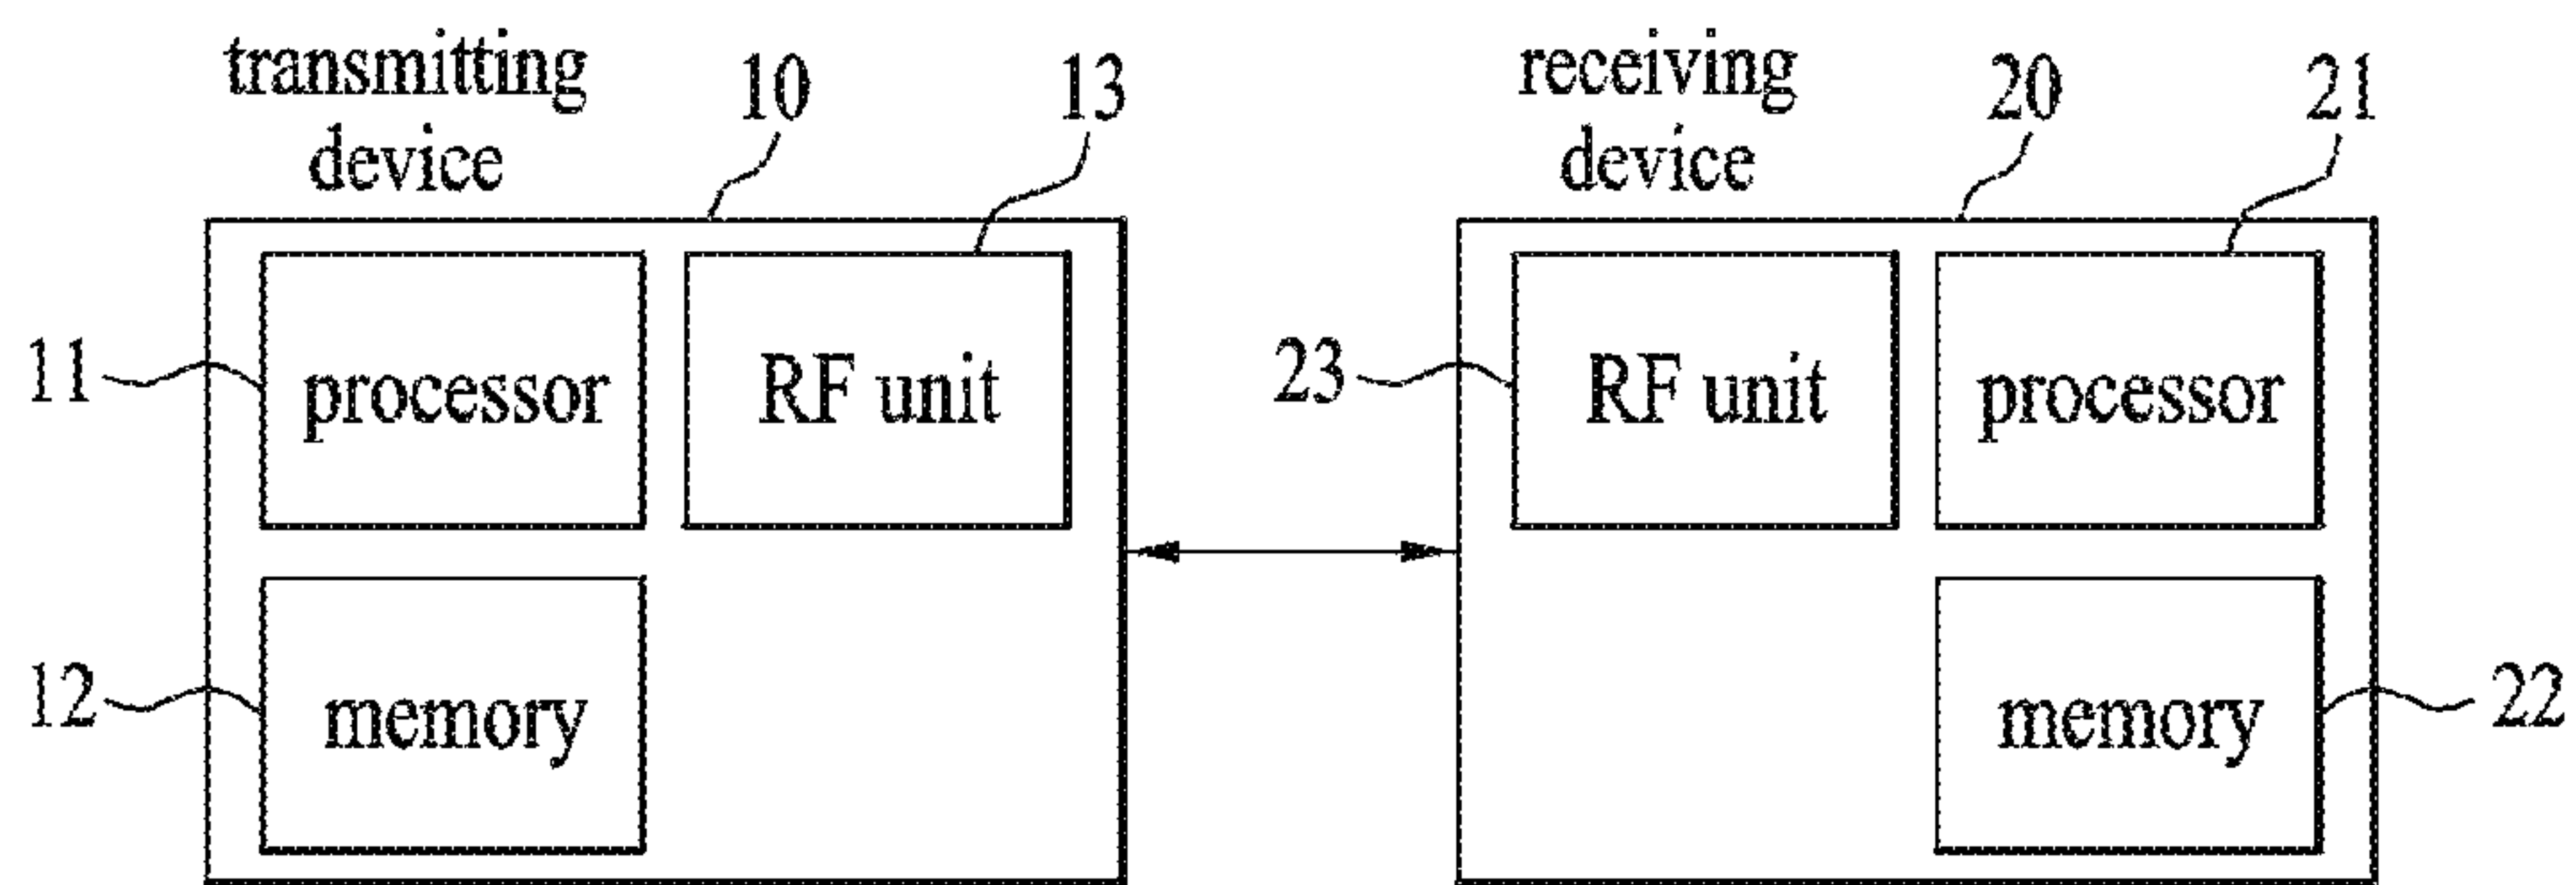 transmitting
device
10
13
receiving
device
20
21
11
processor
RF unit
23
RF unit
processor
12
memory
memory
22